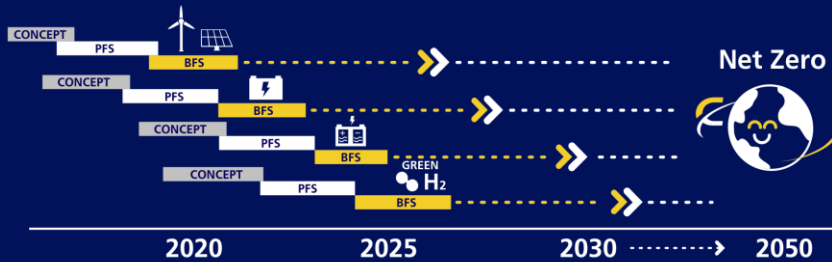 CONCEPT
PFS
BFS
CONCEPT
PFS
BFS
CONCEPT
PFS
BFS
CONCEPT
PFS
GREEN
H₂
BFS
Net Zero
2020 2025 2030 2050